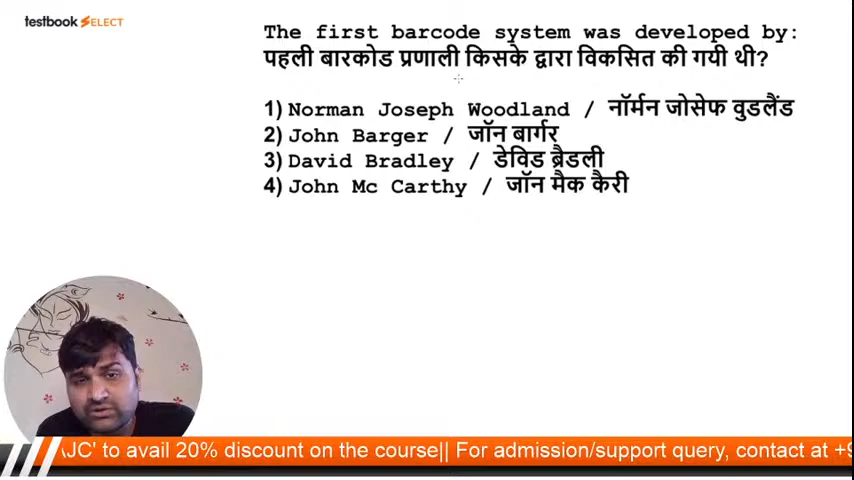 testbook SELECT
The first barcode system was developed by:
पहली बारकोड प्रणाली किसके द्वारा विकसित की गयी थी?
1) Norman Joseph Woodland / नॉर्मन जोसेफ वुडलैंड
2) John Barger / जॉन बार्गर
3) David Bradley / डेविड ब्रैडली
4) John Mc Carthy / जॉन मैक कैरी
JC' to avail 20% discount on the course|| For admission/support query, contact at +9